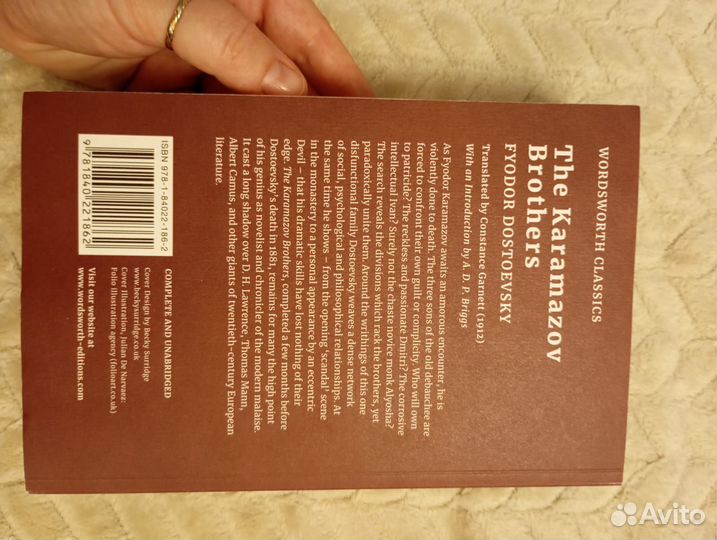 WORDSWORTH CLASSICS
The Karamazov
Brothers
FYODOR DOSTOEVSKY
Translated by Constance Garnett (1912)
With an Introduction by A. D. P. Briggs
As Fyodor Karamazov awaits an amorous encounter, he is
violently done to death. The three sons of the old debauchee are
forced to confront their own guilt or complicity. Who will own
to patricide? The reckless and passionate Dmitri? The corrosive
intellectual Ivan? Surely not the chaste novice monk Alyosha?
The search reveals the divisions which rack the brothers, yet
paradoxically unite them. Around the writhings of this one
disfunctional family Dostoevsky weaves a dense network
of social, psychological and philosophical relationships. At
the same time he shows – from the opening 'scandal' scene
in the monastery to a personal appearance by an eccentric
Devil – that his dramatic skills have lost nothing of their
edge. The Karamazov Brothers, completed a few months before
Dostoevsky's death in 1881, remains for many the high point
of his genius as novelist and chronicler of the modern malaise.
It cast a long shadow over D. H. Lawrence, Thomas Mann,
Albert Camus, and other giants of twentieth-century European
literature.
ISBN 978-1-84022-186-2
9 781840 221862
COMPLETE AND UNABRIDGED
Cover Design by Becky Surridge
www.beckysurridge.co.uk
Cover illustration, Julian De Narvaez:
Folio illustration agency (folioart.co.uk)
Visit our website at
www.wordsworth-editions.com
Avito